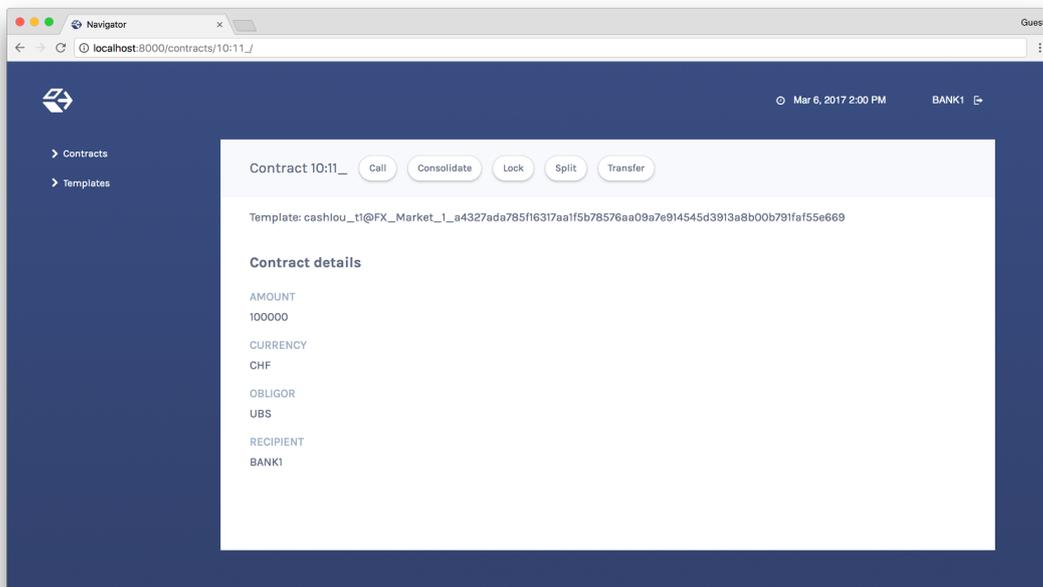 Navigator
Gues
localhost:8000/contracts/10:11_/
Mar 6, 2017 2:00 PM
BANK1
Contracts
Templates
Contract 10:11_ Call Consolidate Lock Split Transfer
Template: cashIou_t1@FX_Market_1_a4327ada785f16317aa1f5b78576aa09a7e914545d3913a8b00b791faf55e669
Contract details
AMOUNT
100000
CURRENCY
CHF
OBLIGOR
UBS
RECIPIENT
BANK1